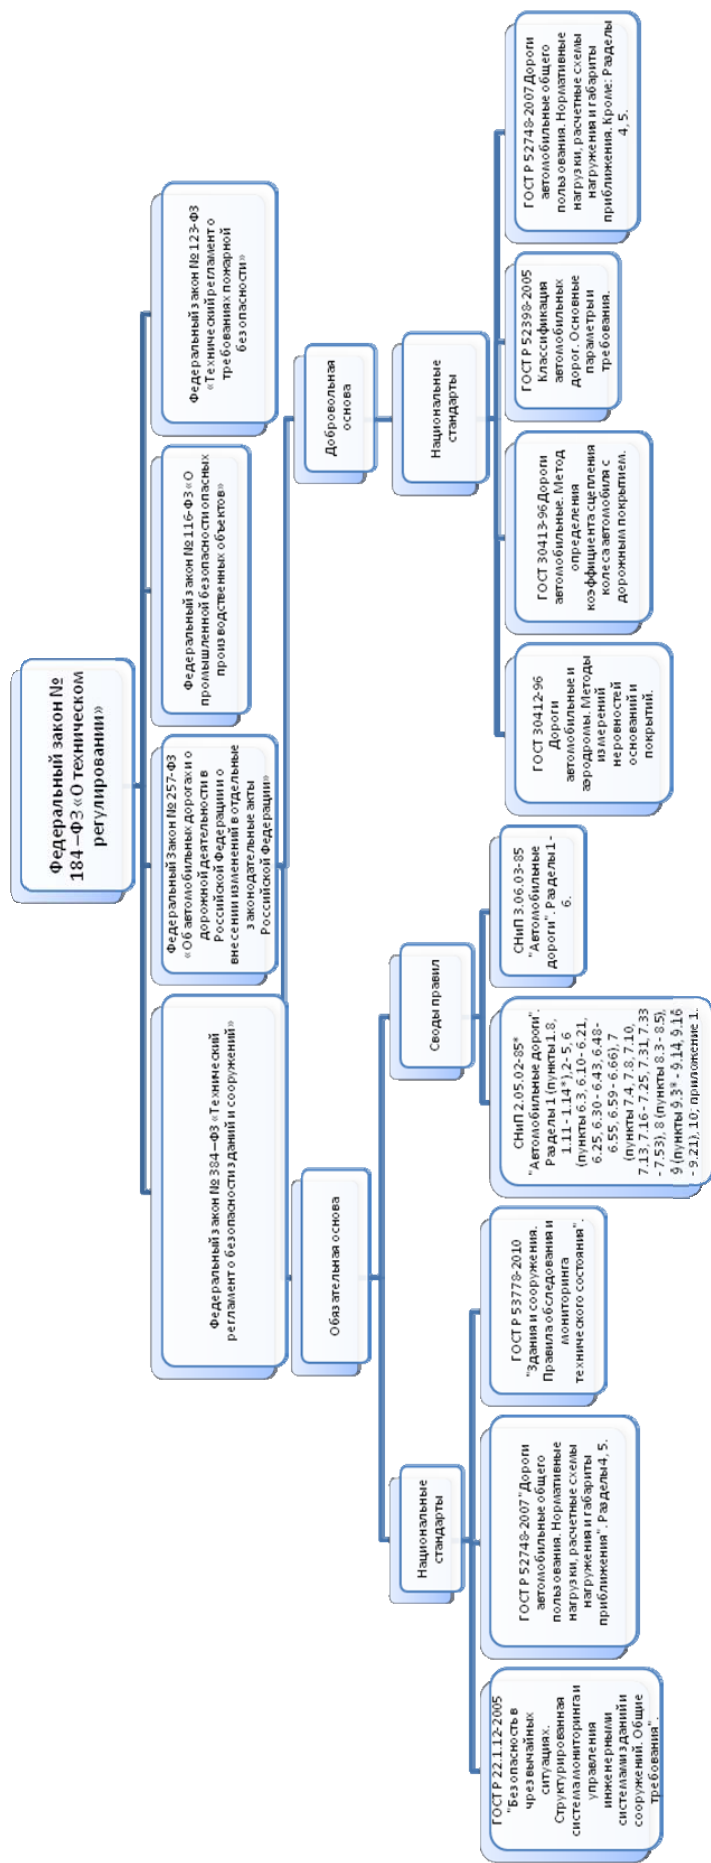 Федеральный закон №
184 –ФЗ «О техническом
регулировании»
Федеральный закон № 384 –ФЗ «Технический
регламент о безопасности зданий и сооружений»
Федеральный Закон № 257-ФЗ
«Об автомобильных дорогах и о
дорожной деятельности в
Российской Федерации и о
внесении изменений в отдельные
законодательные акты
Российской Федерации»
Федеральный закон № 116-ФЗ «О
промышленной безопасности опасных
производственных объектов»
Федеральный закон № 123-ФЗ
«Технический регламент о
требованиях пожарной
безопасности»
Обязательная основа
Добровольная
основа
Национальные
стандарты
Своды правил
Национальные
стандарты
ГОСТ Р 22.1.12-2005
"Безопасность в
чрезвычайных
ситуациях.
Структурированная
система мониторинга и
управления
инженерными
системами зданий и
сооружений. Общие
требования".
ГОСТ Р 52748-2007 "Дороги
автомобильные общего
пользования. Нормативные
нагрузки, расчетные схемы
нагружения и габариты
приближения". Разделы 4, 5.
ГОСТ Р 53778-2010
"Здания и сооружения.
Правила обследования и
мониторинга
технического состояния".
СНиП 2.05.02-85*
"Автомобильные дороги".
Разделы 1 (пункты 1.8,
1.11 - 1.14*), 2- 5, 6
(пункты 6.3, 6.10 - 6.21,
6.25, 6.30 - 6.43, 6.48-
6.55, 6.59 - 6.66), 7
(пункты 7.4, 7.8, 7.10,
7.13, 7.16 - 7.25, 7.31, 7.33
- 7.53), 8 (пункты 8.3 - 8.5),
9 (пункты 9.3* - 9.14, 9.16
- 9.21), 10; приложение 1.
СНиП 3.06.03-85
"Автомобильные
дороги". Разделы 1 -
6.
ГОСТ 30412-96
Дороги
автомобильные и
аэродромы. Методы
измерений
неровностей
оснований и
покрытий.
ГОСТ 30413-96 Дороги
автомобильные. Метод
определения
коэффициента сцепления
колеса автомобиля с
дорожным покрытием.
ГОСТ Р 52398-2005
Классификация
автомобильных
дорог. Основные
параметры и
требования.
ГОСТ Р 52748-2007 Дороги
автомобильные общего
пользования. Нормативные
нагрузки, расчетные схемы
нагружения и габариты
приближения. Кроме: Разделы
4, 5.